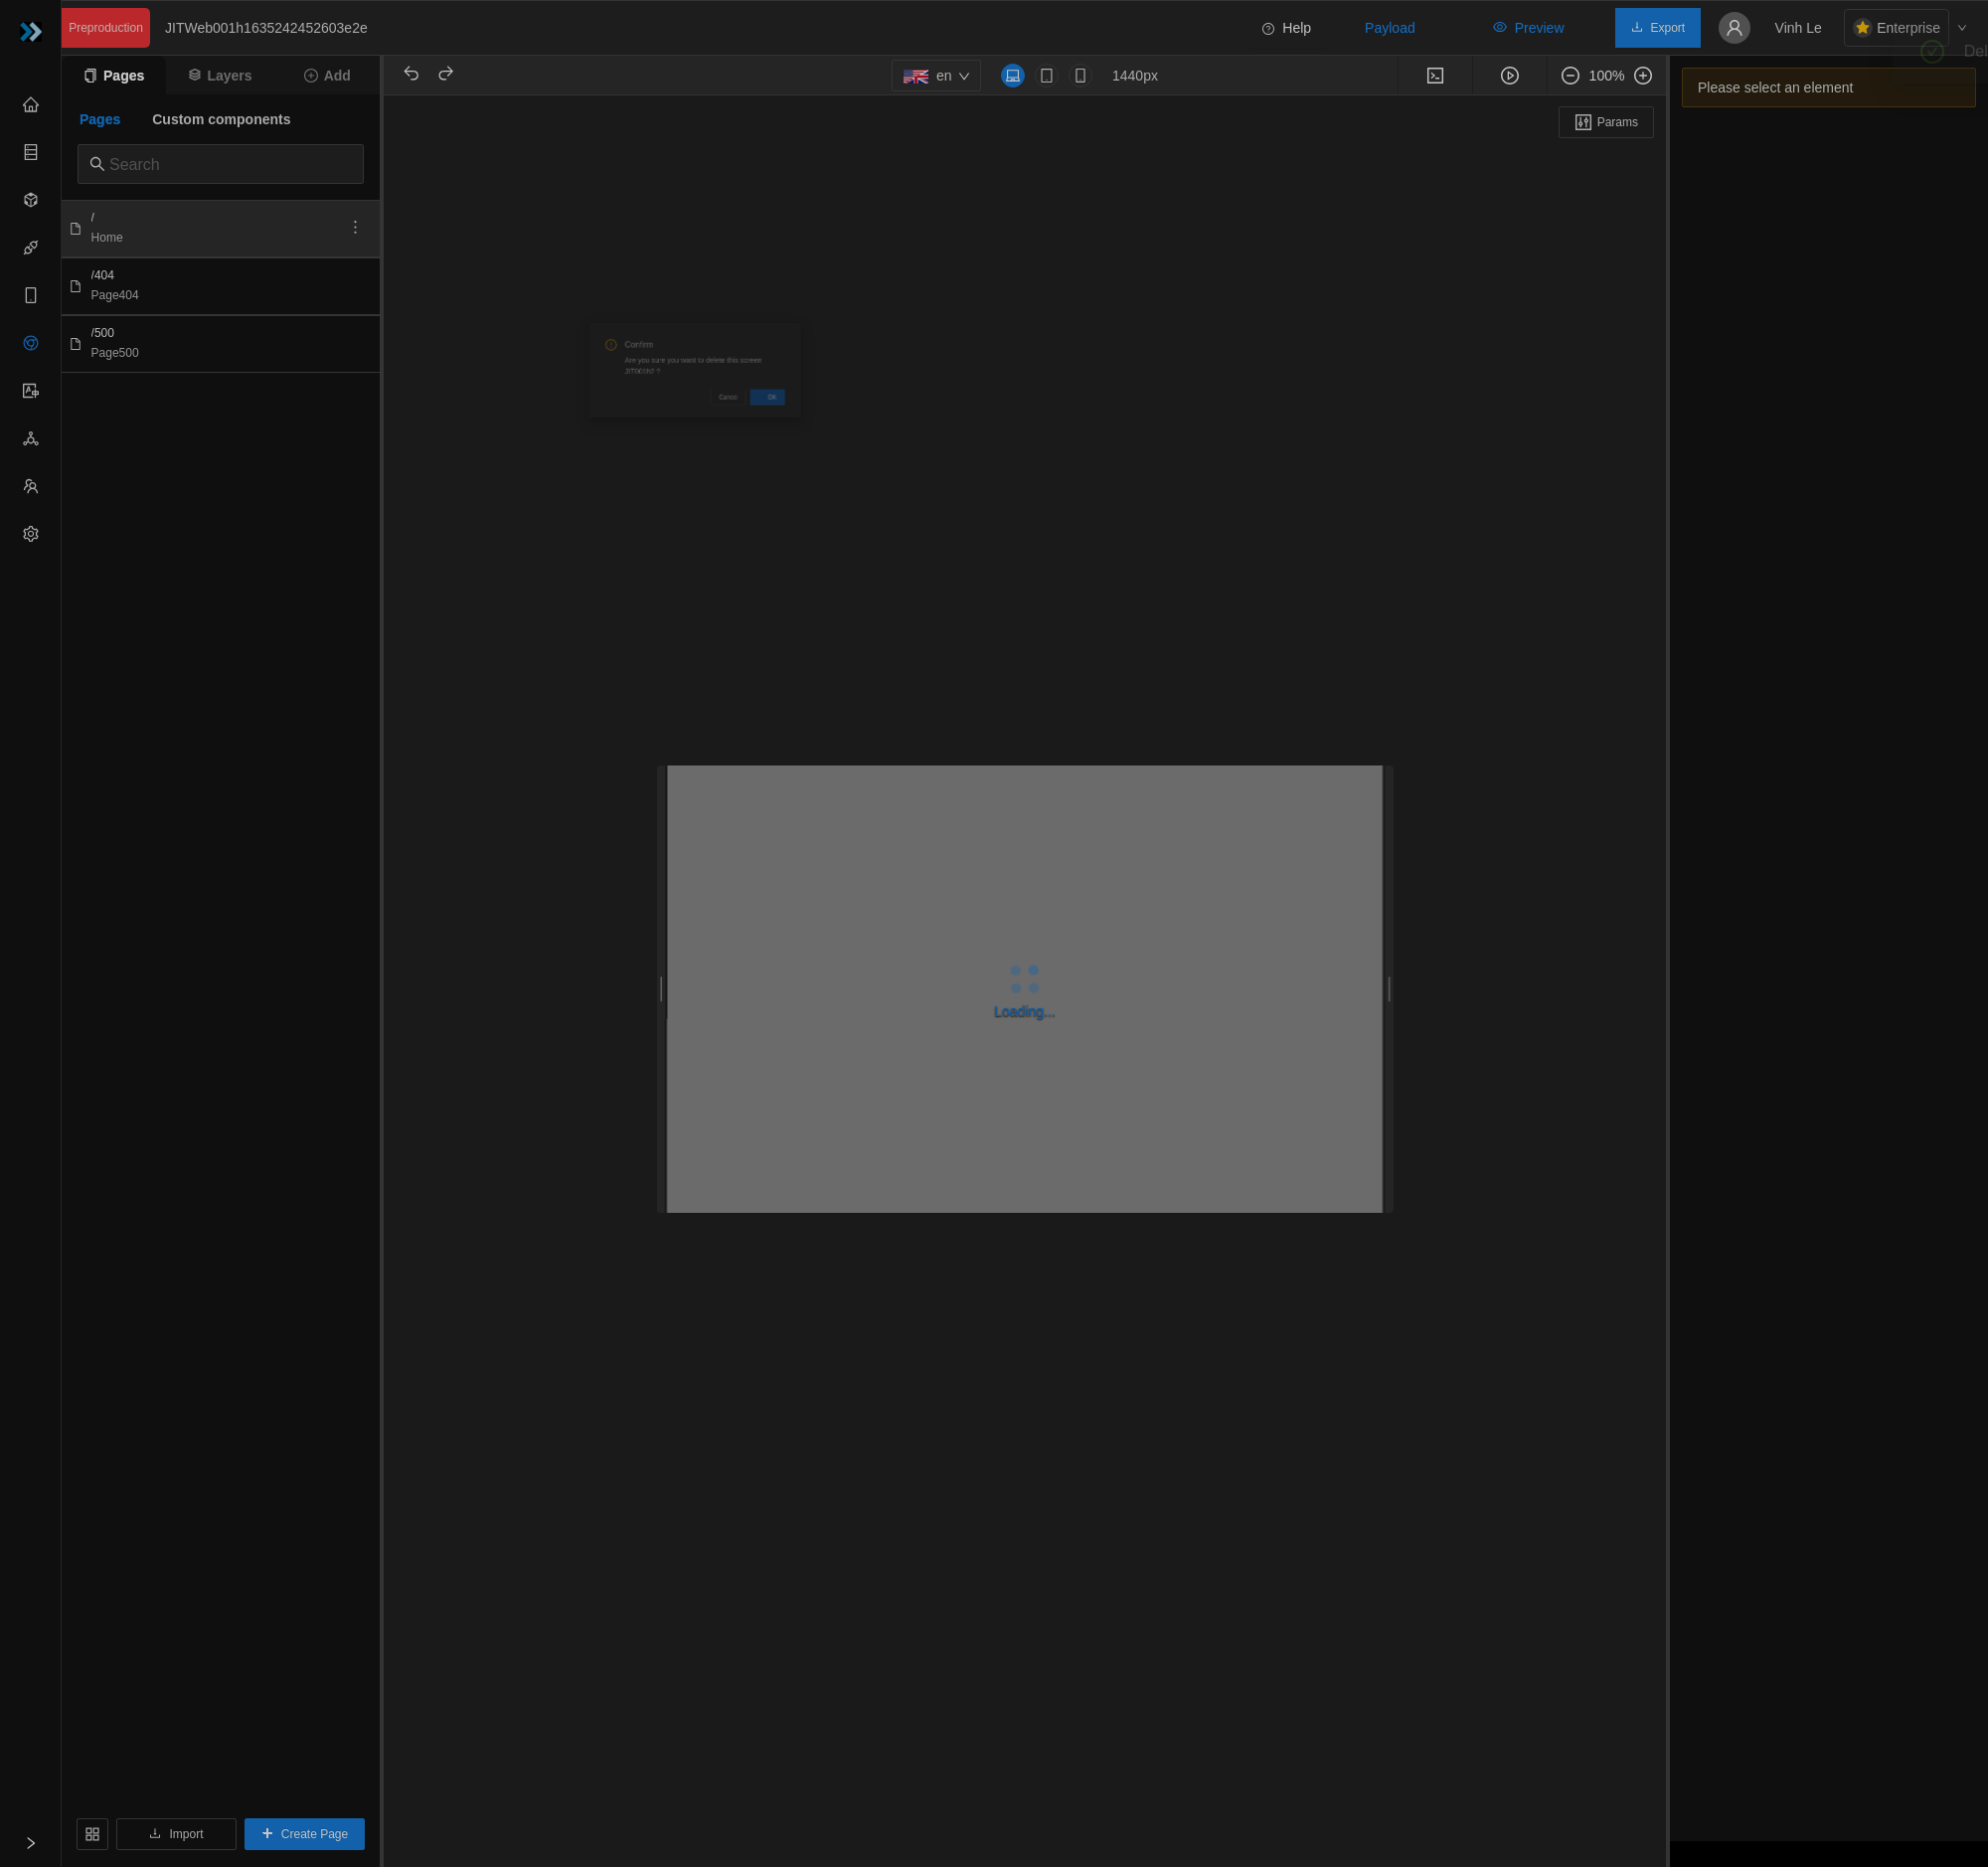 Preproduction JITWeb001h1635242452603e2e Help Payload Preview Export Vinh Le Enterprise
Del
Pages Layers Add en 1440px 100%
Please select an element
Pages Custom components
Params
Search
/
Home
/404
Page404
/500
Page500
Confirm
Are you sure you want to delete this screen
?
Cancel OK
Loading...
Import Create Page